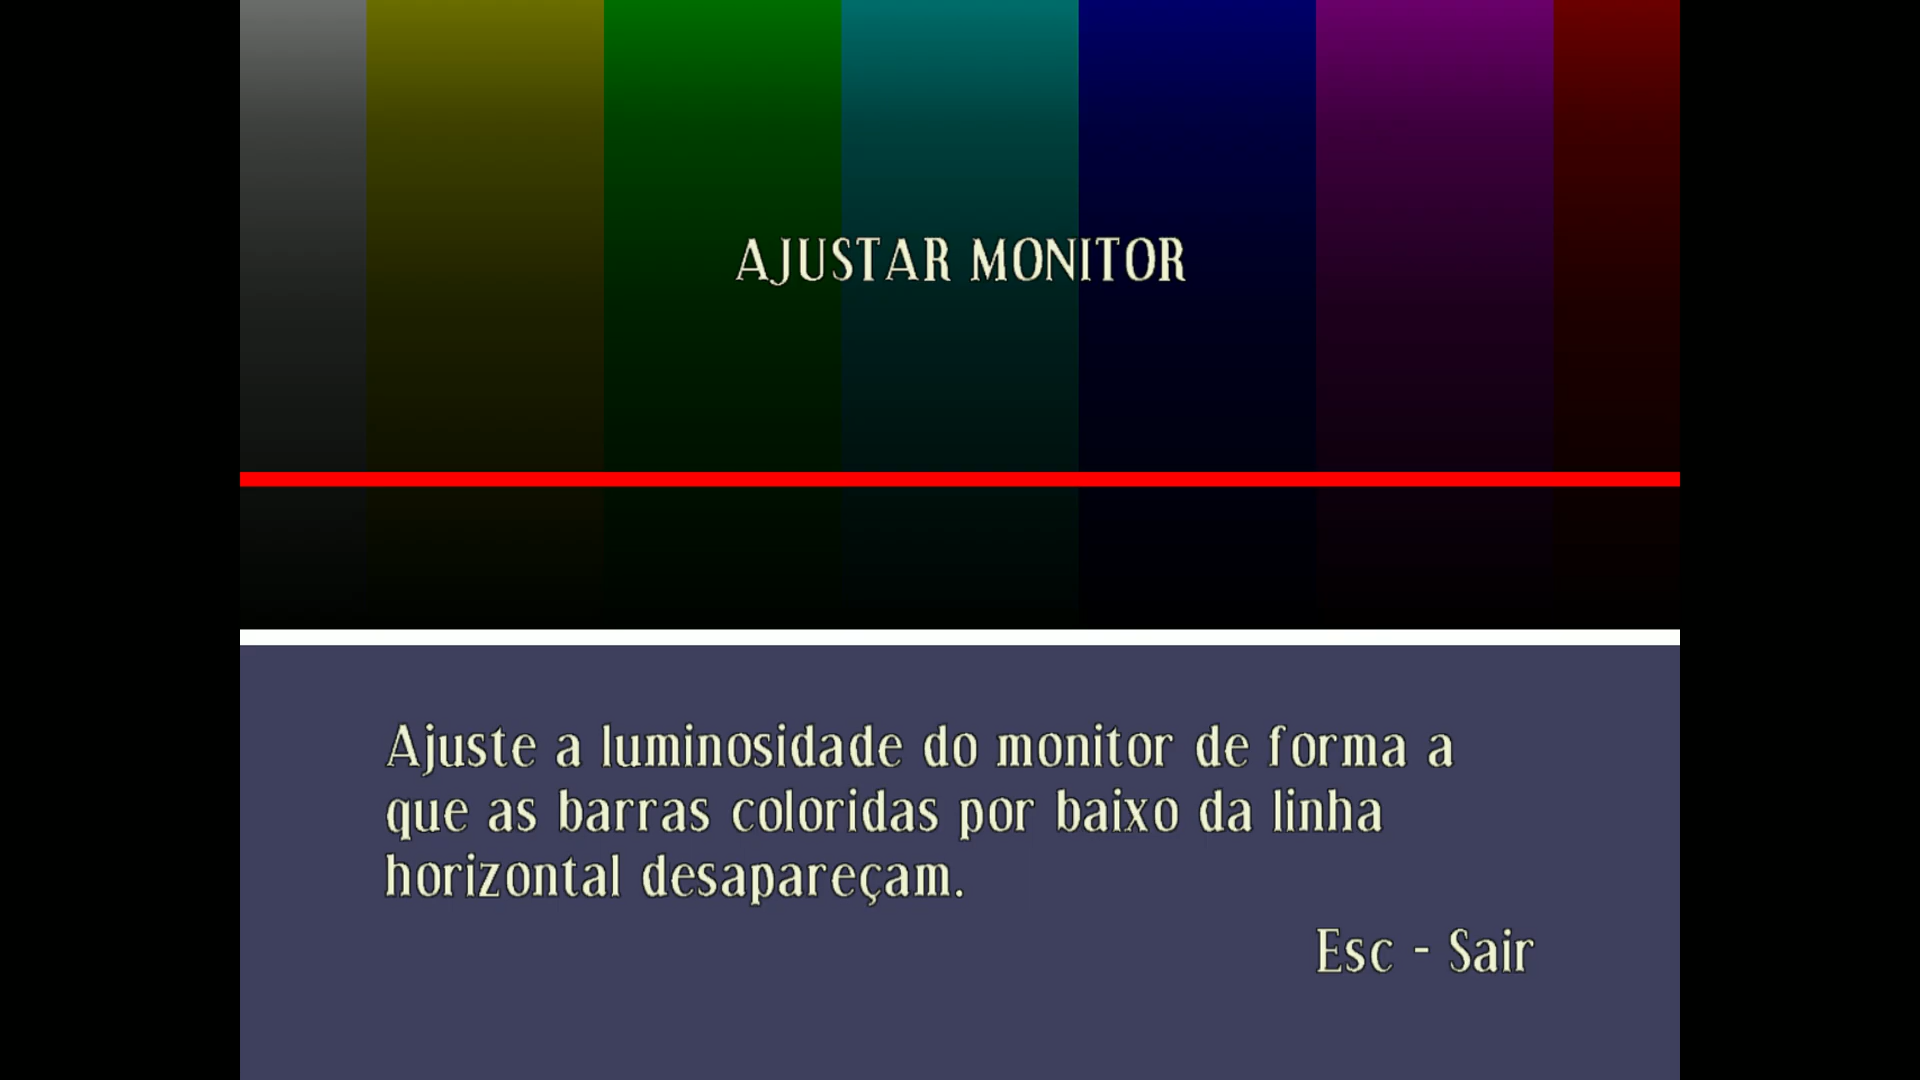 AJUSTAR MONITOR
Ajuste a luminosidade do monitor de forma a
que as barras coloridas por baixo da linha
horizontal desapareçam.
Esc - Sair